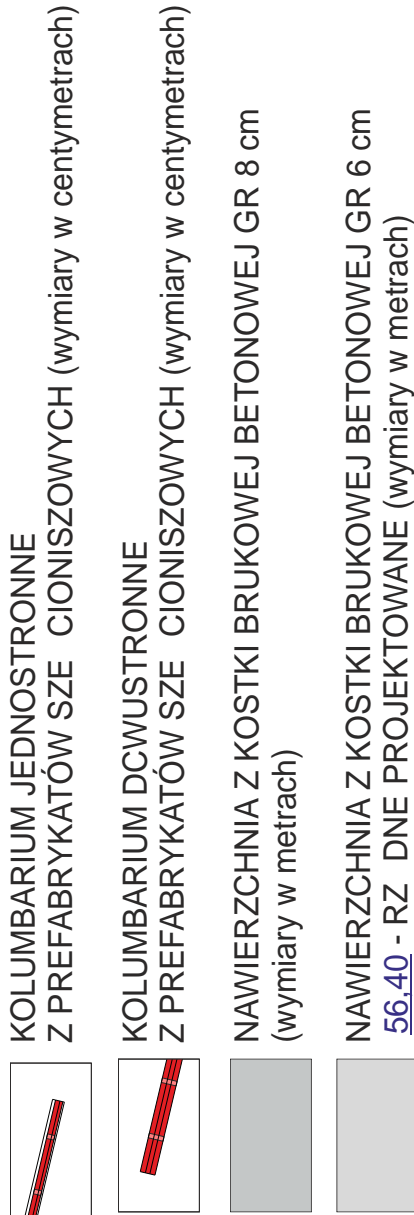 KOLUMBARIUM JEDNOSTRONNE
Z PREFABRYKATÓW SZE CIONISZOWYCH (wymiary w centymetrach)
KOLUMBARIUM DCWUSTRONNE
Z PREFABRYKATÓW SZE CIONISZOWYCH (wymiary w centymetrach)
NAWIERZCHNIA Z KOSTKI BRUKOWEJ BETONOWEJ GR 8 cm
(wymiary w metrach)
NAWIERZCHNIA Z KOSTKI BRUKOWEJ BETONOWEJ GR 6 cm
56,40 - RZ DNE PROJEKTOWANE (wymiary w metrach)